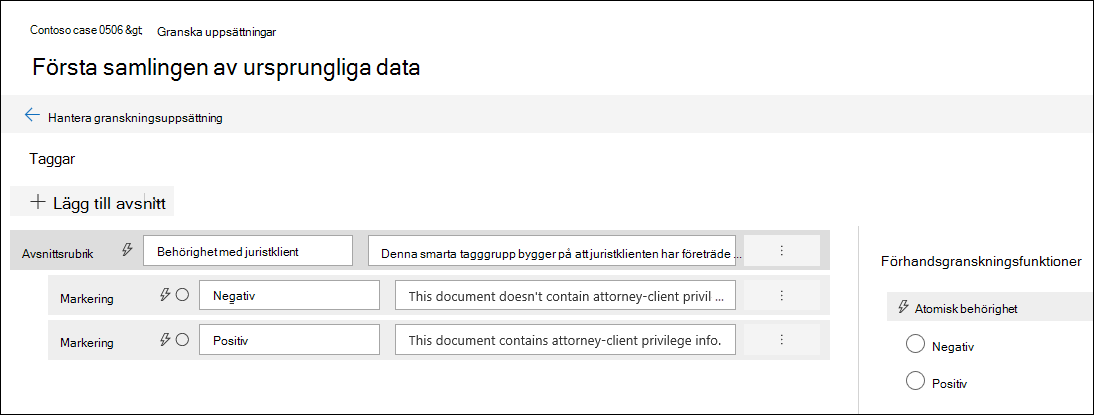 Contoso case 0506 &gt; Granska uppsättningar
Första samlingen av ursprungliga data
Hantera granskningsuppsättning
Taggar
Lägg till avsnitt
Avsnittsrubrik Behörighet med juristklient Denna smarta tagggrupp bygger på att juristklienten har företräde ...
Markering Negativ This document doesn't contain attorney-client privil ...
Markering Positiv This document contains attorney-client privilege info.
Förhandsgranskningsfunktioner
Atomisk behörighet
Negativ
Positiv